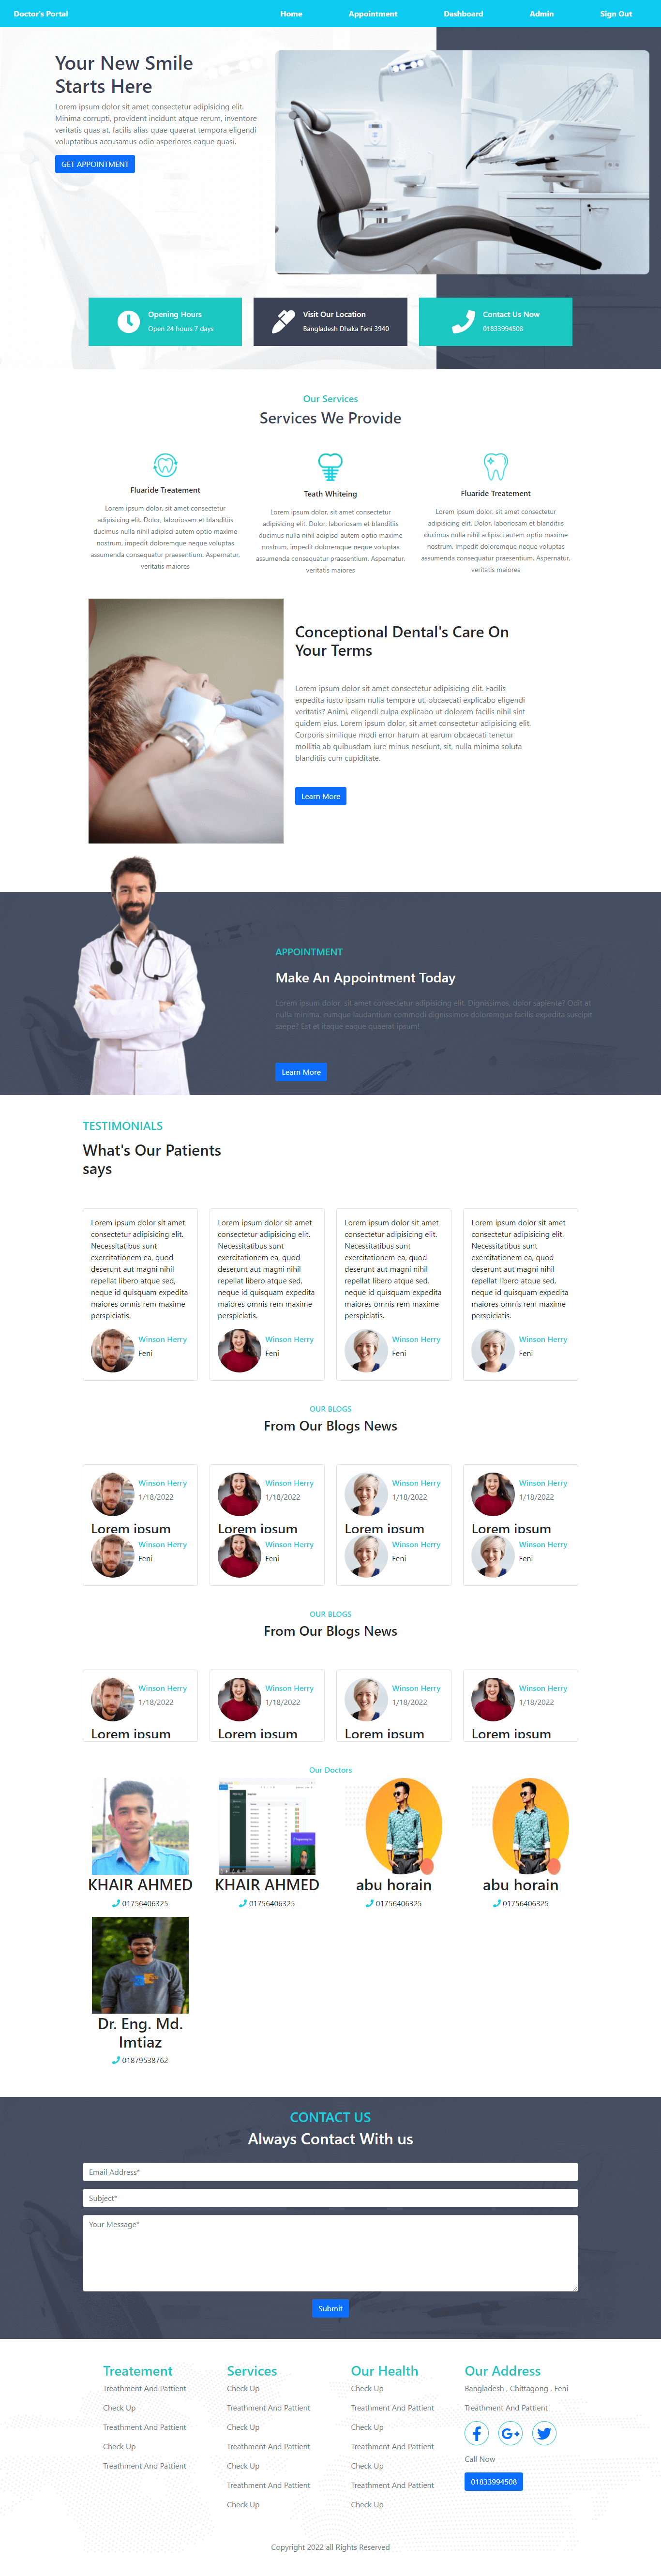 Doctor's Portal
Home
Appointment
Dashboard
Admin
Sign Out
Your New Smile
Starts Here
Lorem ipsum dolor sit amet consectetur adipisicing elit.
Minima corrupti, provident incidunt atque rerum, inventore
veritatis quas at, facilis alias quae quaerat tempora eligendi
voluptatibus accusamus odio asperiores eaque quasi.
GET APPOINTMENT
Opening Hours
Open 24 hours 7 days
Visit Our Location
Bangladesh Dhaka Feni 3940
Contact Us Now
01833994508
Our Services
Services We Provide
Fluaride Treatement
Lorem ipsum dolor, sit amet consectetur
adipisicing elit. Dolor, laboriosam et blanditiis
ducimus nulla nihil adipisci autem optio maxime
nostrum, impedit doloremque neque voluptas
assumenda consequatur praesentium. Aspernatur,
veritatis maiores
Teath Whiteing
Lorem ipsum dolor, sit amet consectetur
adipisicing elit. Dolor, laboriosam et blanditiis
ducimus nulla nihil adipisci autem optio maxime
nostrum, impedit doloremque neque voluptas
assumenda consequatur praesentium. Aspernatur,
veritatis maiores
Fluaride Treatement
Lorem ipsum dolor, sit amet consectetur
adipisicing elit. Dolor, laboriosam et blanditiis
ducimus nulla nihil adipisci autem optio maxime
nostrum, impedit doloremque neque voluptas
assumenda consequatur praesentium. Aspernatur,
veritatis maiores
Conceptional Dental's Care On
Your Terms
Lorem ipsum dolor sit amet consectetur adipisicing elit. Facilis
expedita iusto ipsam nulla tempore ut, obcaecati explicabo eligendi
veritatis? Animi, eligendi culpa explicabo ut dolorem facilis nihil sint
quidem eius. Lorem ipsum dolor, sit amet consectetur adipisicing elit.
Corporis similique modi error harum at earum obcaecati tenetur
mollitia ab quibusdam iure minus nesciunt, sit, nulla minima soluta
blanditiis cum cupiditate.
Learn More
APPOINTMENT
Make An Appointment Today
Lorem ipsum dolor, sit amet consectetur adipisicing elit. Dignissimos, dolor sapiente? Odit at
nulla minima, cumque laudantium commodi dignissimos doloremque facilis expedita suscipit
saepe? Est et itaque eaque quaerat ipsum!
Learn More
TESTIMONIALS
What's Our Patients
says
Lorem ipsum dolor sit amet
consectetur adipisicing elit.
Necessitatibus sunt
exercitationem ea, quod
deserunt aut magni nihil
repellat libero atque sed,
neque id quisquam expedita
maiores omnis rem maxime
perspiciatis.
Winson Herry
Feni
Lorem ipsum dolor sit amet
consectetur adipisicing elit.
Necessitatibus sunt
exercitationem ea, quod
deserunt aut magni nihil
repellat libero atque sed,
neque id quisquam expedita
maiores omnis rem maxime
perspiciatis.
Winson Herry
Feni
Lorem ipsum dolor sit amet
consectetur adipisicing elit.
Necessitatibus sunt
exercitationem ea, quod
deserunt aut magni nihil
repellat libero atque sed,
neque id quisquam expedita
maiores omnis rem maxime
perspiciatis.
Winson Herry
Feni
Lorem ipsum dolor sit amet
consectetur adipisicing elit.
Necessitatibus sunt
exercitationem ea, quod
deserunt aut magni nihil
repellat libero atque sed,
neque id quisquam expedita
maiores omnis rem maxime
perspiciatis.
Winson Herry
Feni
OUR BLOGS
From Our Blogs News
Winson Herry
1/18/2022
Lorem ipsum
Winson Herry
Feni
Winson Herry
1/18/2022
Lorem ipsum
Winson Herry
Feni
Winson Herry
1/18/2022
Lorem ipsum
Winson Herry
Feni
Winson Herry
1/18/2022
Lorem ipsum
Winson Herry
Feni
OUR BLOGS
From Our Blogs News
Winson Herry
1/18/2022
Lorem ipsum
Winson Herry
1/18/2022
Lorem ipsum
Winson Herry
1/18/2022
Lorem ipsum
Winson Herry
1/18/2022
Lorem ipsum
Our Doctors
KHAIR AHMED
01756406325
KHAIR AHMED
01756406325
abu horain
01756406325
abu horain
01756406325
Dr. Eng. Md.
Imtiaz
01879538762
CONTACT US
Always Contact With us
Email Address*
Subject*
Your Message*
Submit
Treatement
Treathment And Pattient
Check Up
Treathment And Pattient
Check Up
Treathment And Pattient
Services
Check Up
Treathment And Pattient
Check Up
Treathment And Pattient
Check Up
Treathment And Pattient
Check Up
Our Health
Check Up
Treathment And Pattient
Check Up
Treathment And Pattient
Check Up
Treathment And Pattient
Check Up
Our Address
Bangladesh , Chittagong , Feni
Treathment And Pattient
Call Now
01833994508
Copyright 2022 all Rights Reserved